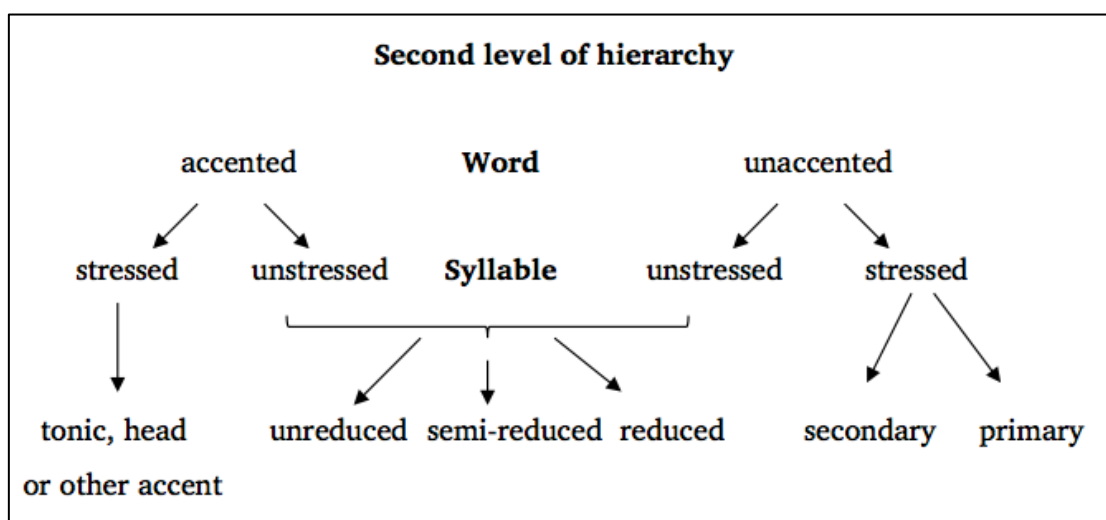 Second level of hierarchy
accented Word unaccented
stressed unstressed Syllable unstressed stressed
tonic, head unreduced semi-reduced reduced secondary primary
or other accent